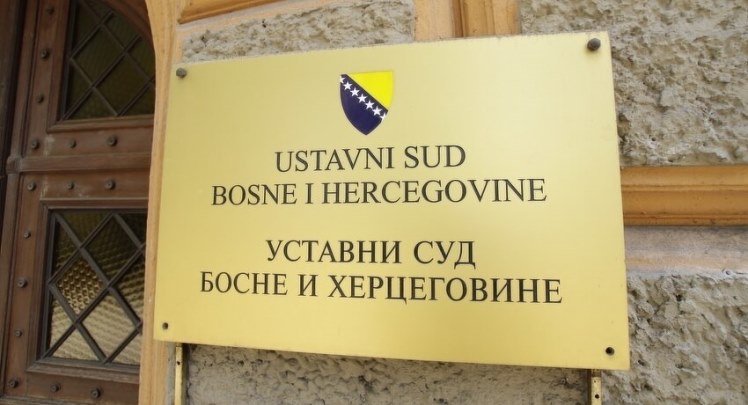 USTAVNI SUD
BOSNE I HERCEGOVINE
УСТАВНИ СУД
БОСНЕ И ХЕРЦЕГОВИНЕ